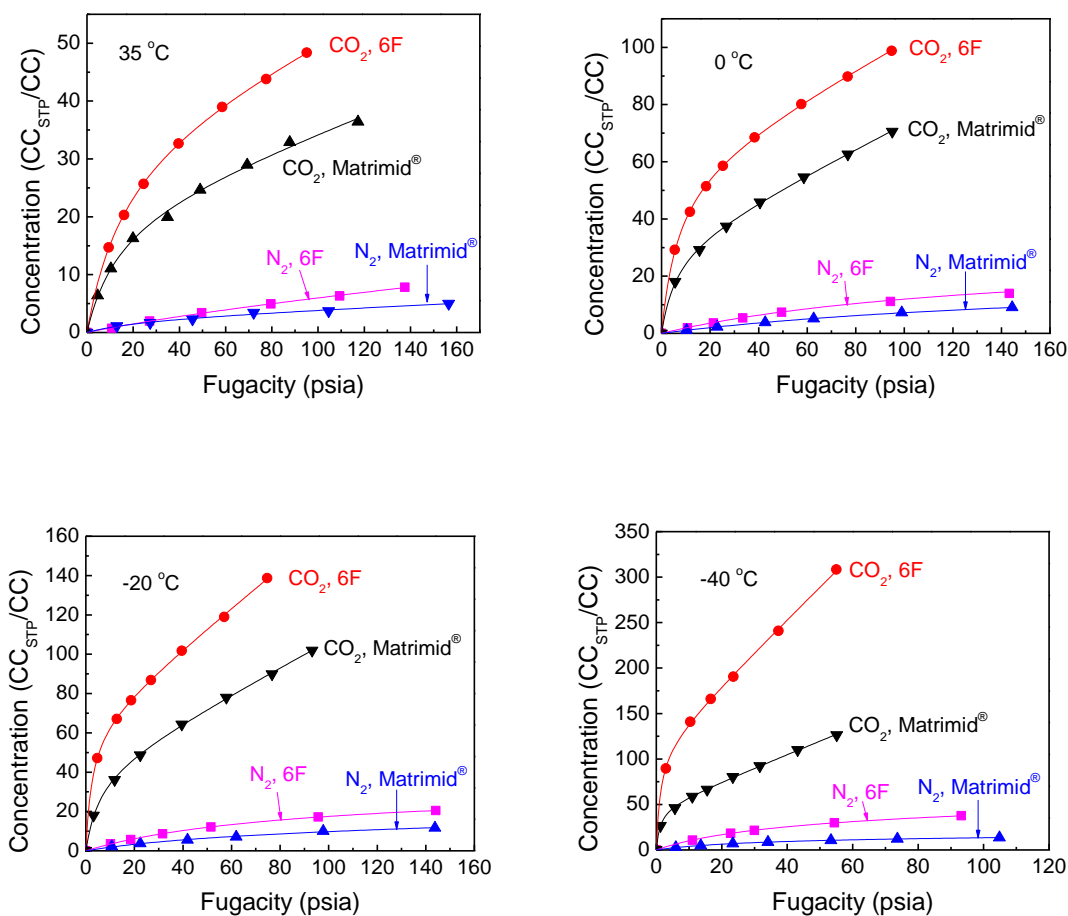 35 °C
CO₂, 6F
CO₂, Matrimid®
N₂, 6F
N₂, Matrimid®
Concentration (CC_STP/CC)
50
40
30
20
10
0
0 20 40 60 80 100 120 140 160
Fugacity (psia)
0 °C
CO₂, 6F
CO₂, Matrimid®
N₂, 6F
N₂, Matrimid®
Concentration (CC_STP/CC)
100
80
60
40
20
0
0 20 40 60 80 100 120 140 160
Fugacity (psia)
-20 °C
CO₂, 6F
CO₂, Matrimid®
N₂, 6F
N₂, Matrimid®
Concentration (CC_STP/CC)
160
140
120
100
80
60
40
20
0
0 20 40 60 80 100 120 140 160
Fugacity (psia)
-40 °C
CO₂, 6F
CO₂, Matrimid®
N₂, 6F
N₂, Matrimid®
Concentration (CC_STP/CC)
350
300
250
200
150
100
50
0
0 20 40 60 80 100 120
Fugacity (psia)